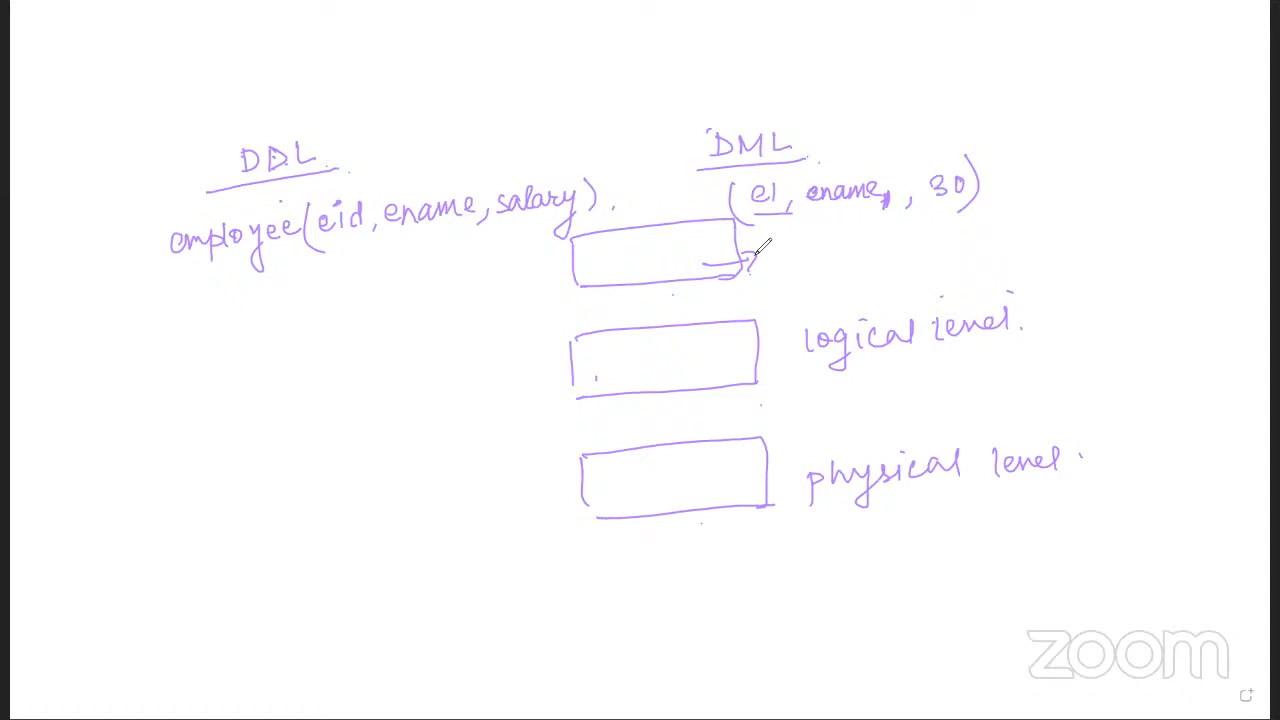 DDL
employee(eid, ename, salary).
DML
(e1, ename, , 30)
logical level.
physical level.
zoom